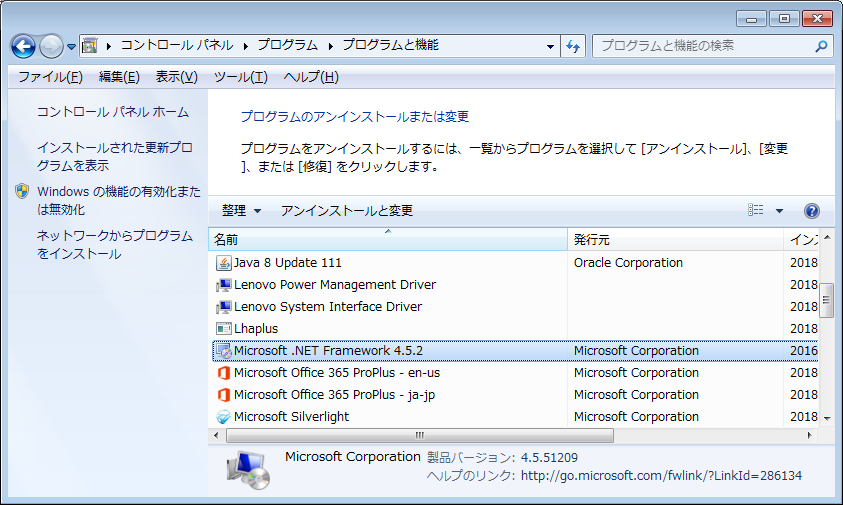 コントロール パネル ▸ プログラム ▸ プログラムと機能
プログラムと機能の検索
ファイル(F) 編集(E) 表示(V) ツール(T) ヘルプ(H)
コントロール パネル ホーム
インストールされた更新プロ
グラムを表示
Windows の機能の有効化また
は無効化
ネットワークからプログラム
をインストール
プログラムのアンインストールまたは変更
プログラムをアンインストールするには、一覧からプログラムを選択して [アンインストール]、[変更
]、または [修復] をクリックします。
整理 アンインストールと変更
名前 発行元 インス
Java 8 Update 111 Oracle Corporation 2018
Lenovo Power Management Driver 2018
Lenovo System Interface Driver 2018
Lhaplus 2018
Microsoft .NET Framework 4.5.2 Microsoft Corporation 2016
Microsoft Office 365 ProPlus - en-us Microsoft Corporation 2018
Microsoft Office 365 ProPlus - ja-jp Microsoft Corporation 2018
Microsoft Silverlight Microsoft Corporation 2018
Microsoft Corporation 製品バージョン: 4.5.51209
ヘルプのリンク: http://go.microsoft.com/fwlink/?LinkId=286134